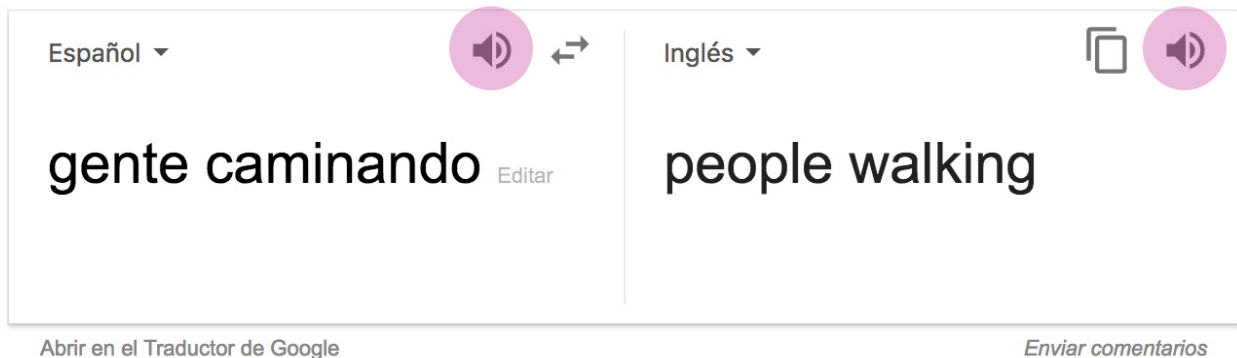 Español
Inglés
gente caminando Editar
people walking
Abrir en el Traductor de Google
Enviar comentarios